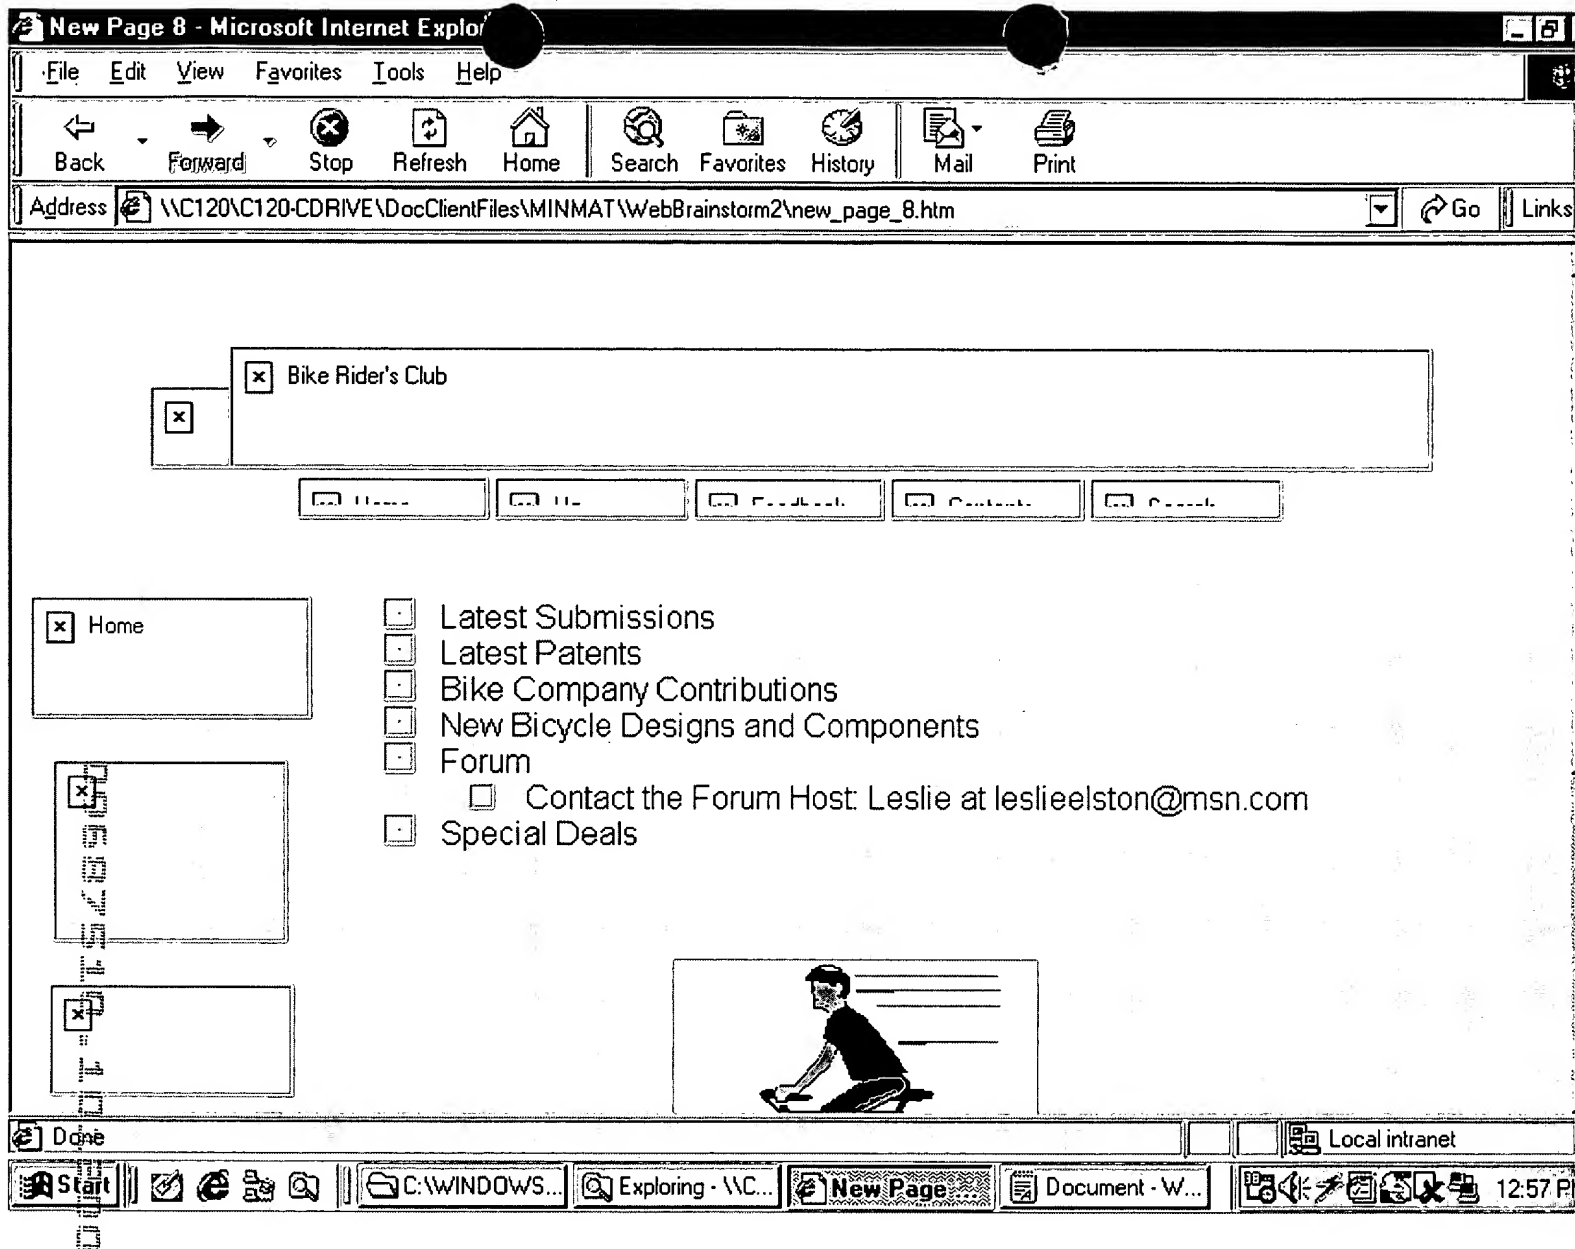 New Page 8 - Microsoft Internet
File Edit View Favorites Tools Help
Back Forward Stop Refresh Home Search Favorites History Mail Print
Address \\C120\C120-CDRIVE\DocClientFiles\MINMAT\WebBrainstorm2\new_page_8.htm Go Links
Bike Rider's Club
Home
Latest Submissions
Latest Patents
Bike Company Contributions
New Bicycle Designs and Components
Forum
Contact the Forum Host: Leslie at leslieelston@msn.com
Special Deals
Done Local intranet
Start C:\WINDOWS... Exploring - \\C... New Page Document - W... 12:57